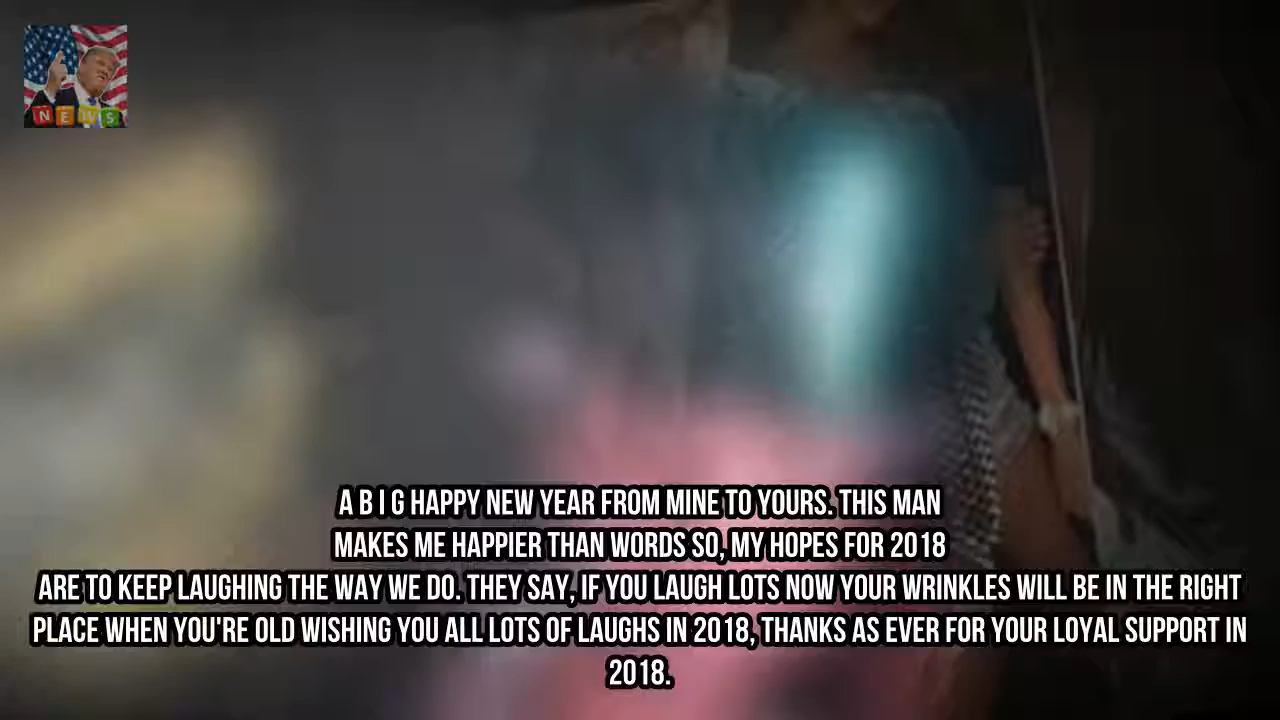 NEWS
A B I G HAPPY NEW YEAR FROM MINE TO YOURS. THIS MAN
MAKES ME HAPPIER THAN WORDS SO, MY HOPES FOR 2018
ARE TO KEEP LAUGHING THE WAY WE DO. THEY SAY, IF YOU LAUGH LOTS NOW YOUR WRINKLES WILL BE IN THE RIGHT
PLACE WHEN YOU'RE OLD WISHING YOU ALL LOTS OF LAUGHS IN 2018, THANKS AS EVER FOR YOUR LOYAL SUPPORT IN
2018.